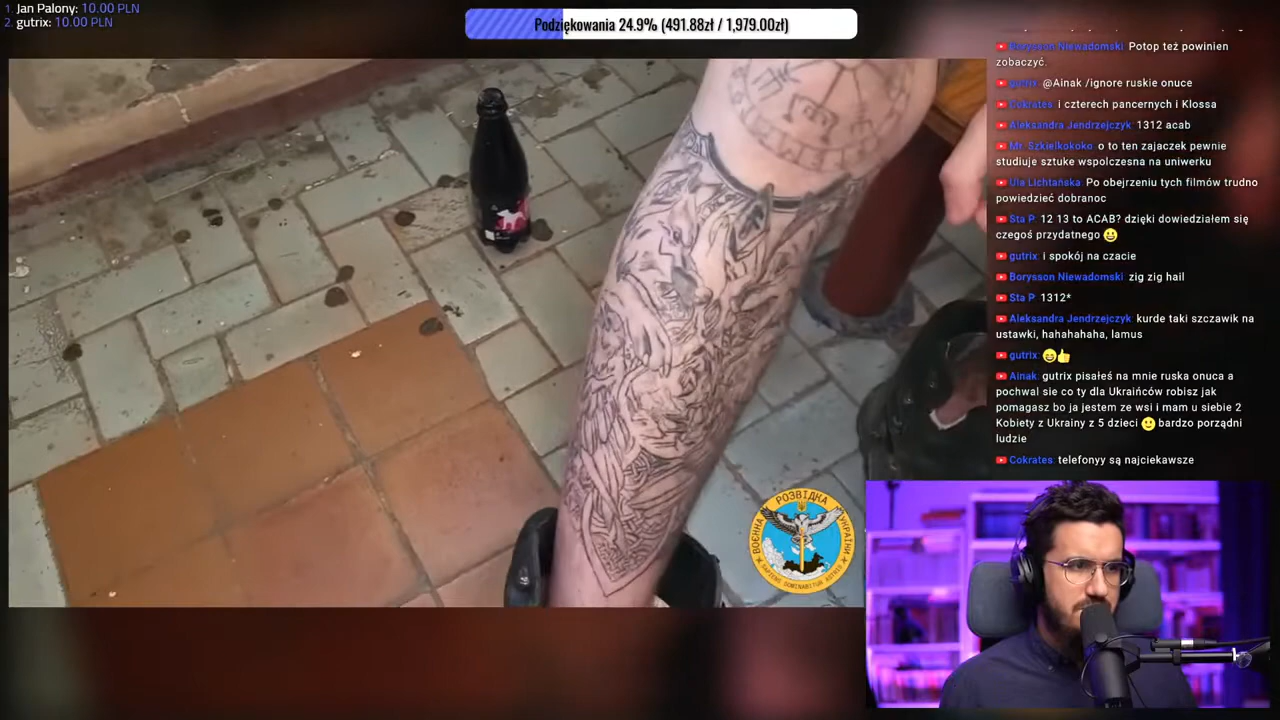 1. Jan Palony: 10.00 PLN
2. gutrix: 10.00 PLN
Podziękowania 24.9% (491.88zł / 1,979.00zł)
Borysson Niewadomski Potop też powinien
zobaczyć.
gutrix: @Ainak /ignore ruskie onuce
Cokrates: i czterech pancernych i Klossa
Aleksandra Jendrzejczyk: 1312 acab
Mr. Szkielkokoko: o to ten zajaczek pewnie
studiuje sztuke wspolczesna na uniwerku
Ula Lichtańska: Po obejrzeniu tych filmów trudno
powiedzieć dobranoc
Sta P: 12 13 to ACAB? dzięki dowiedziałem się
czegoś przydatnego 😀
gutrix: i spokój na czacie
Borysson Niewadomski: zig zig hail
Sta P: 1312*
Aleksandra Jendrzejczyk: kurde taki szczawik na
ustawki, hahahahaha, lamus
gutrix: 😄👍
Ainak: gutrix pisałeś na mnie ruska onuca a
pochwal sie co ty dla Ukraińców robisz jak
pomagasz bo ja jestem ze wsi i mam u siebie 2
Kobiety z Ukrainy z 5 dzieci 🙂 bardzo porządni
ludzie
Cokrates: telefonyy są najciekawsze
ВОЄННА РОЗВІДКА УКРАЇНИ
SAPIENS DOMINABITUR ASTRIS